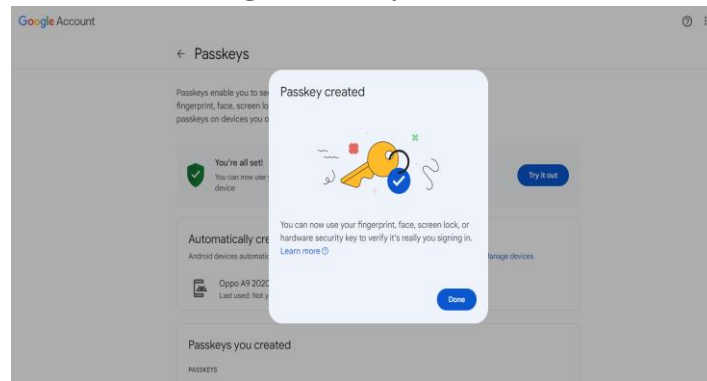 Google Account
← Passkeys
Passkeys enable you to se
fingerprint, face, screen lo
passkeys on devices you o
You're all set!
You can now use
device
Try it out
Automatically cre
Android devices automatic
anage devices
Oppo A9 2020
Last used: Not y
Passkeys you created
PASSKEYS
Passkey created
You can now use your fingerprint, face, screen lock, or
hardware security key to verify it's really you signing in.
Learn more
Done